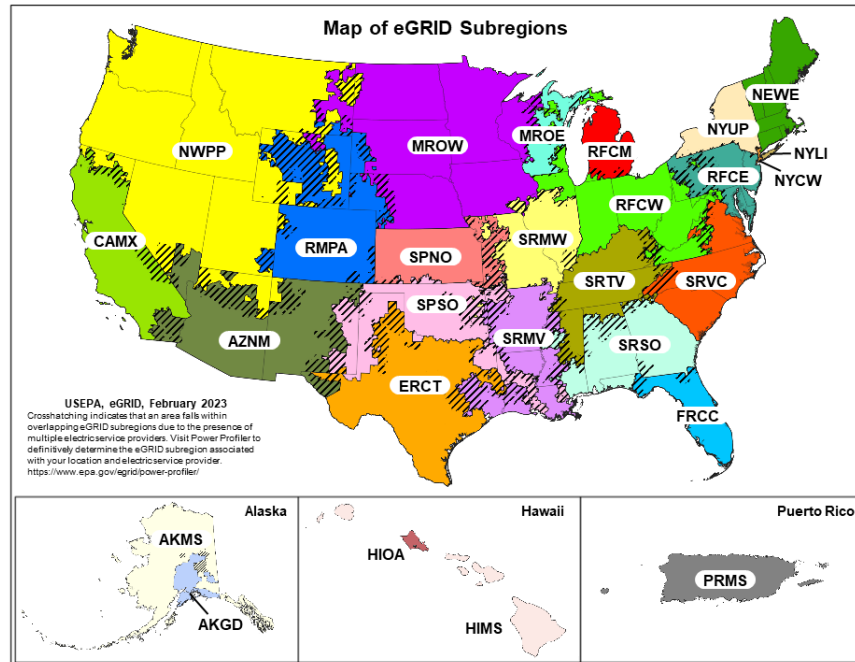 Map of eGRID Subregions
NEWE
NYUP
MROE
NWPP
MROW
RFCM
NYLI
NYCW
RFCE
RFCW
CAMX
SRMW
RMPA
SPNO
SRTV
SRVC
SPSO
AZNM
SRMV
SRSO
ERCT
FRCC
USEPA, eGRID, February 2023
Crosshatching indicates that an area falls within
overlapping eGRID subregions due to the presence of
multiple electric service providers. Visit Power Profiler to
definitively determine the eGRID subregion associated
with your location and electric service provider.
https://www.epa.gov/egrid/power-profiler/
Alaska
AKMS
AKGD
Hawaii
HIOA
HIMS
Puerto Rico
PRMS